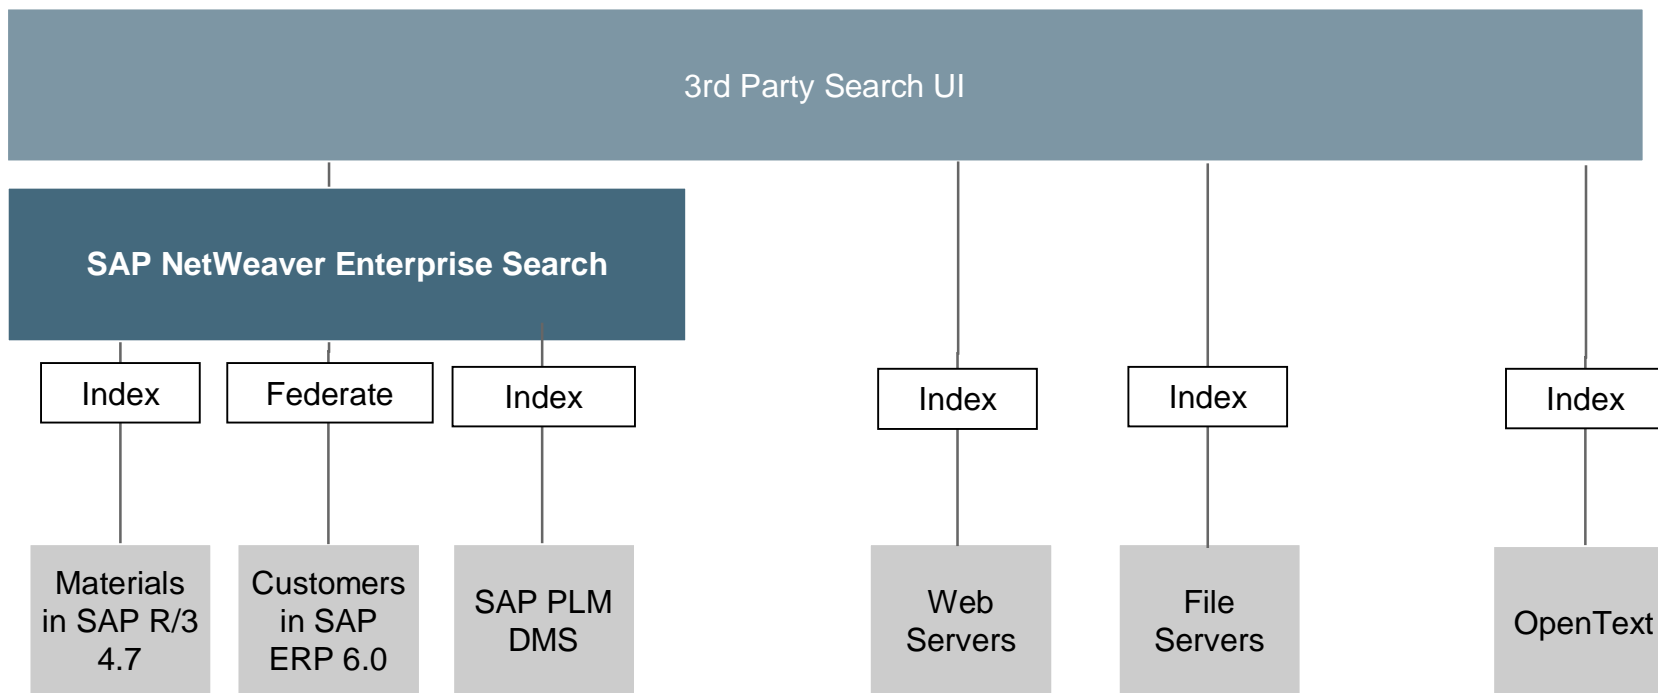 3rd Party Search UI
SAP NetWeaver Enterprise Search
Index
Federate
Index
Index
Index
Index
Materials
in SAP R/3
4.7
Customers
in SAP
ERP 6.0
SAP PLM
DMS
Web
Servers
File
Servers
OpenText